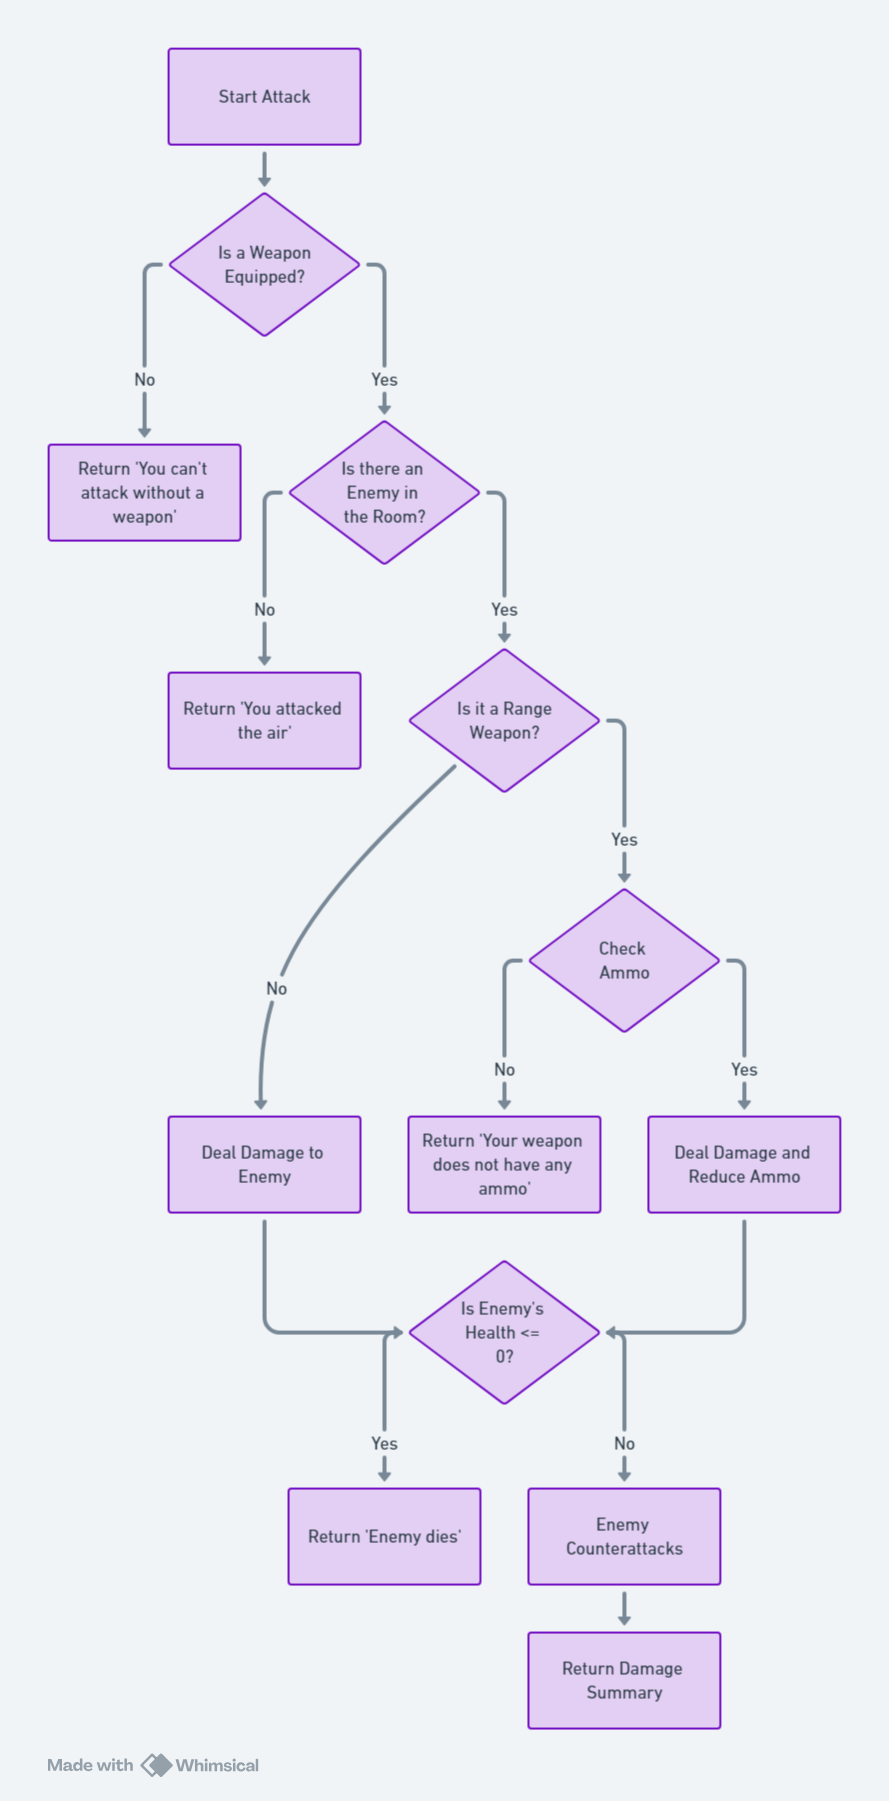 Start Attack
Is a Weapon
Equipped?
No
Yes
Return 'You can't
attack without a
weapon'
Is there an
Enemy in
the Room?
No
Yes
Return 'You attacked
the air'
Is it a Range
Weapon?
Yes
Check
Ammo
No
No
Yes
Deal Damage to
Enemy
Return 'Your weapon
does not have any
ammo'
Deal Damage and
Reduce Ammo
Is Enemy's
Health <=
0?
Yes
No
Return 'Enemy dies'
Enemy
Counterattacks
Return Damage
Summary
Made with Whimsical